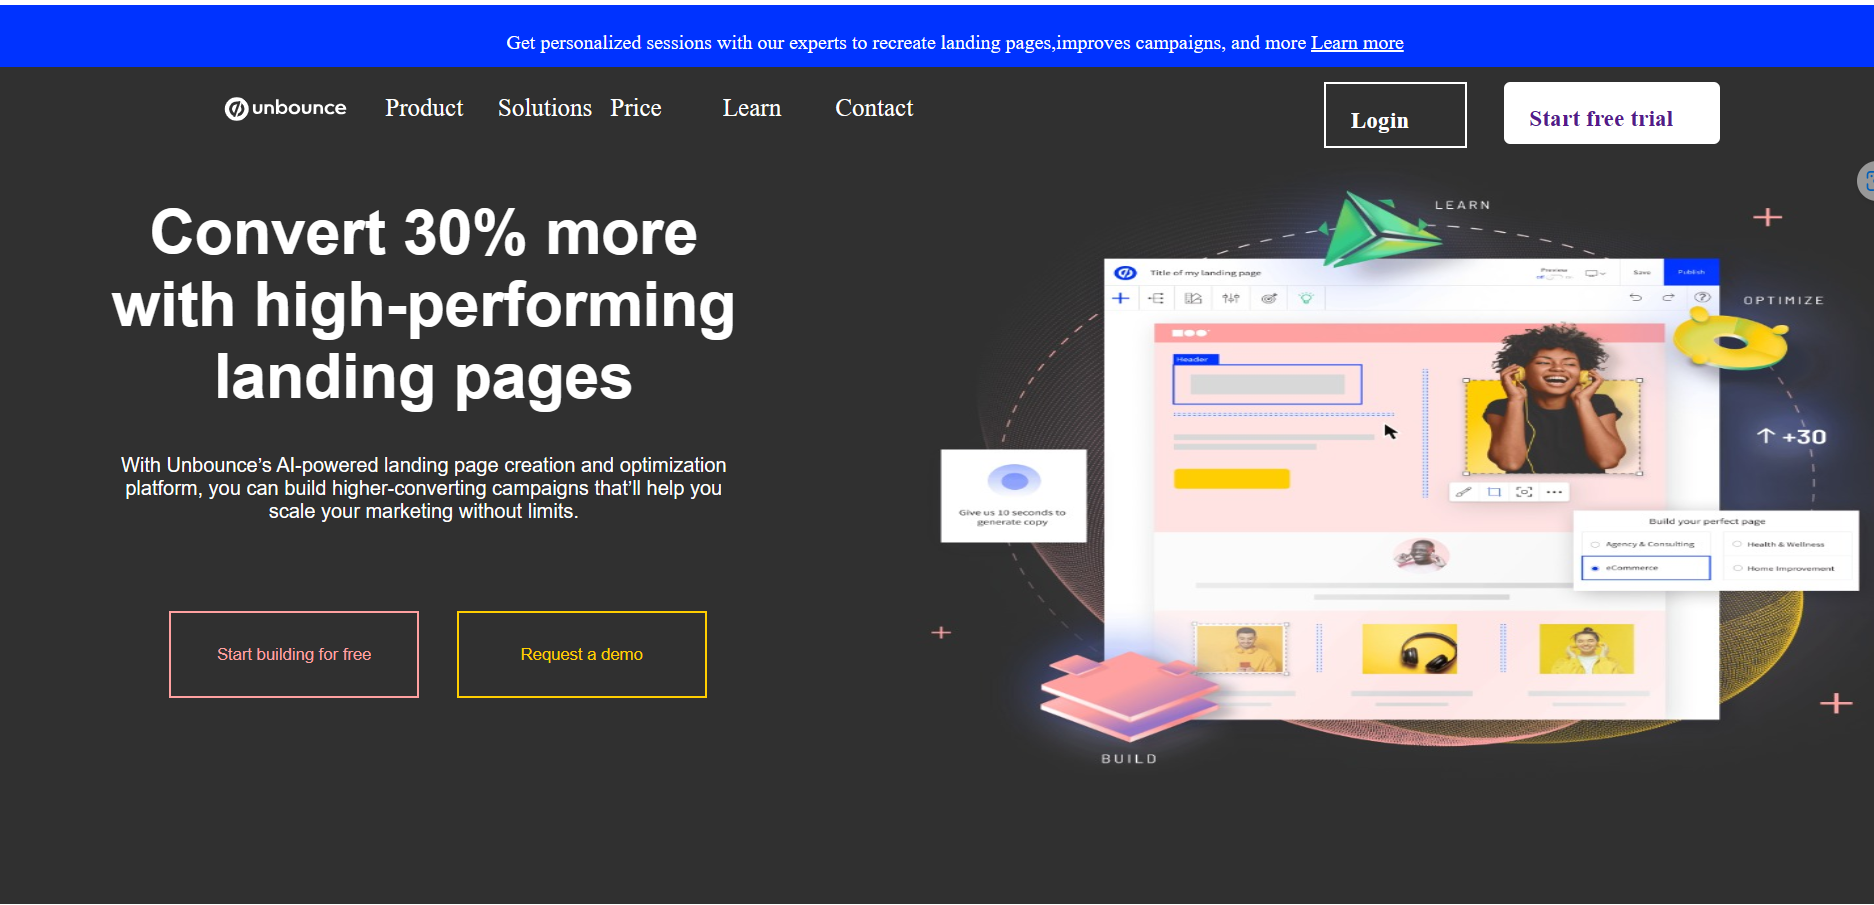 Get personalized sessions with our experts to recreate landing pages,improves campaigns, and more Learn more
unbounce Product Solutions Price Learn Contact Login Start free trial
Convert 30% more
with high-performing
landing pages
With Unbounce’s AI-powered landing page creation and optimization
platform, you can build higher-converting campaigns that’ll help you
scale your marketing without limits.
Start building for free
Request a demo
LEARN
Title of my landing page
Preview
Save
Publish
OPTIMIZE
Header
+30
Give us 10 seconds to
generate copy
Build your perfect page
Agency & Consulting
Health & Wellness
eCommerce
Home Improvement
BUILD